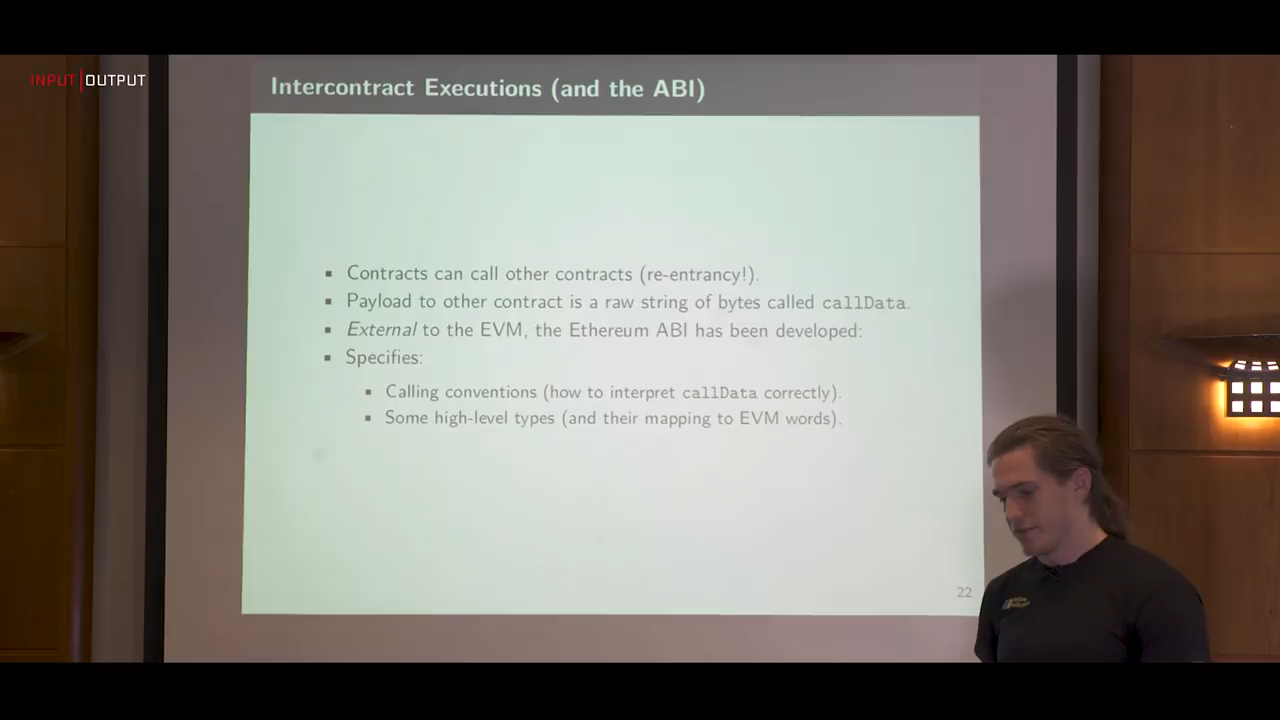 INPUT|OUTPUT
Intercontract Executions (and the ABI)
▪ Contracts can call other contracts (re-entrancy!).
▪ Payload to other contract is a raw string of bytes called callData.
▪ External to the EVM, the Ethereum ABI has been developed:
▪ Specifies:
▪ Calling conventions (how to interpret callData correctly).
▪ Some high-level types (and their mapping to EVM words).
22